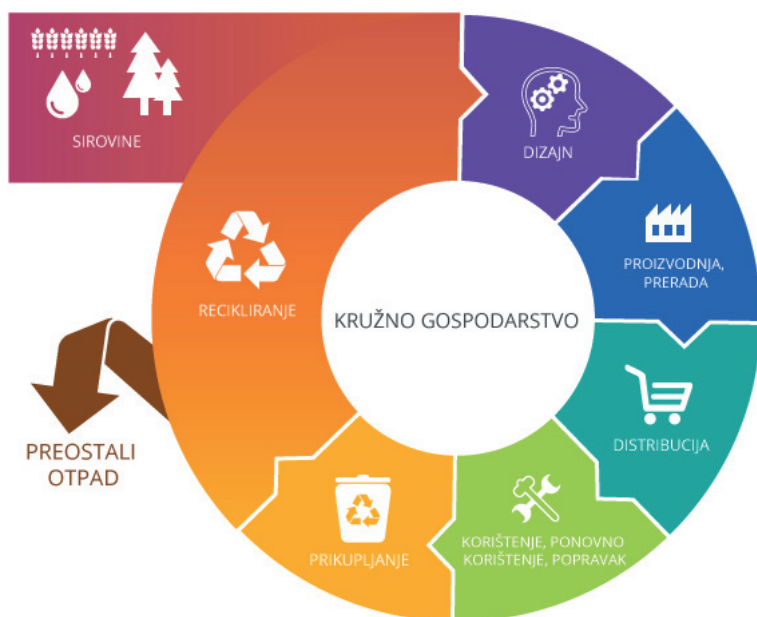 SIROVINE
DIZAJN
PROIZVODNJA,
PRERADA
RECIKLIRANJE
KRUŽNO GOSPODARSTVO
DISTRIBUCIJA
PREOSTALI
OTPAD
PRIKUPLJANJE
KORIŠTENJE, PONOVNO
KORIŠTENJE, POPRAVAK